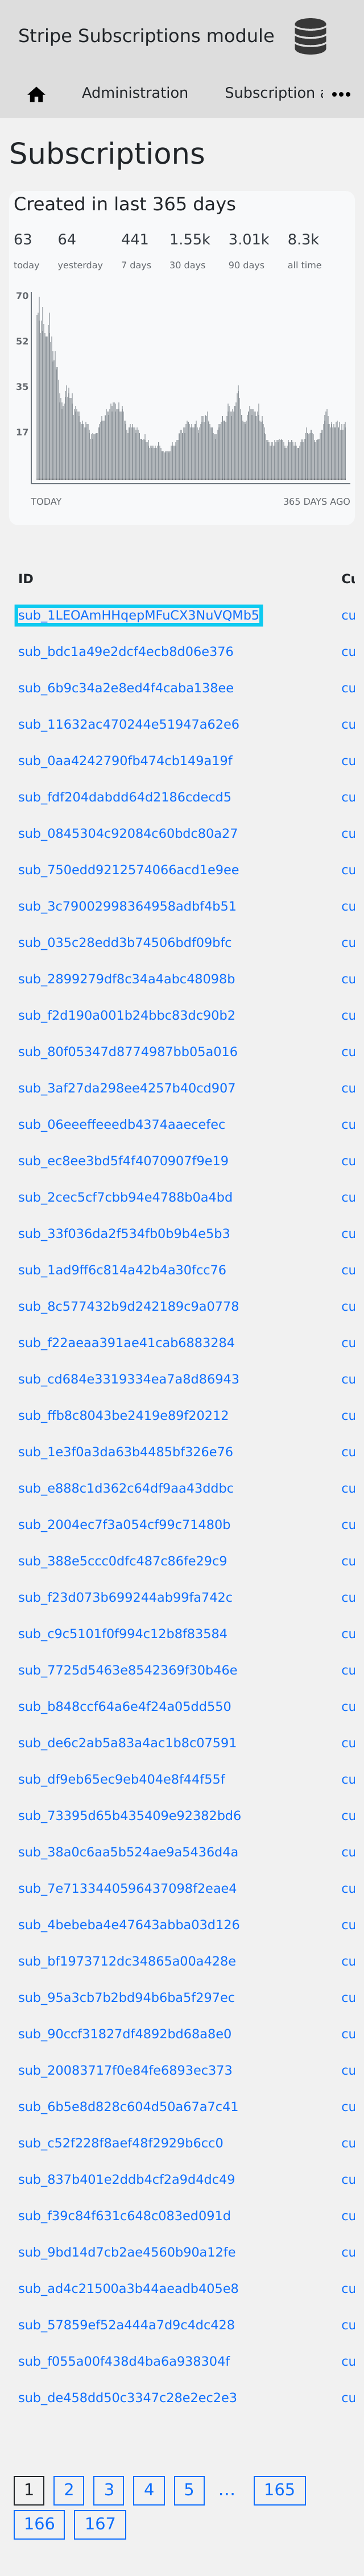 Stripe Subscriptions module
Administration Subscription a
Subscriptions
Created in last 365 days
63 64 441 1.55k 3.01k 8.3k
today yesterday 7 days 30 days 90 days all time
70
52
35
17
TODAY 365 DAYS AGO
ID Cu
sub_1LEOAmHHqepMFuCX3NuVQMb5 cu
sub_bdc1a49e2dcf4ecb8d06e376 cu
sub_6b9c34a2e8ed4f4caba138ee cu
sub_11632ac470244e51947a62e6 cu
sub_0aa4242790fb474cb149a19f cu
sub_fdf204dabdd64d2186cdecd5 cu
sub_0845304c92084c60bdc80a27 cu
sub_750edd9212574066acd1e9ee cu
sub_3c79002998364958adbf4b51 cu
sub_035c28edd3b74506bdf09bfc cu
sub_2899279df8c34a4abc48098b cu
sub_f2d190a001b24bbc83dc90b2 cu
sub_80f05347d8774987bb05a016 cu
sub_3af27da298ee4257b40cd907 cu
sub_06eeeffeeedb4374aaecefec cu
sub_ec8ee3bd5f4f4070907f9e19 cu
sub_2cec5cf7cbb94e4788b0a4bd cu
sub_33f036da2f534fb0b9b4e5b3 cu
sub_1ad9ff6c814a42b4a30fcc76 cu
sub_8c577432b9d242189c9a0778 cu
sub_f22aeaa391ae41cab6883284 cu
sub_cd684e3319334ea7a8d86943 cu
sub_ffb8c8043be2419e89f20212 cu
sub_1e3f0a3da63b4485bf326e76 cu
sub_e888c1d362c64df9aa43ddbc cu
sub_2004ec7f3a054cf99c71480b cu
sub_388e5ccc0dfc487c86fe29c9 cu
sub_f23d073b699244ab99fa742c cu
sub_c9c5101f0f994c12b8f83584 cu
sub_7725d5463e8542369f30b46e cu
sub_b848ccf64a6e4f24a05dd550 cu
sub_de6c2ab5a83a4ac1b8c07591 cu
sub_df9eb65ec9eb404e8f44f55f cu
sub_73395d65b435409e92382bd6 cu
sub_38a0c6aa5b524ae9a5436d4a cu
sub_7e7133440596437098f2eae4 cu
sub_4bebeba4e47643abba03d126 cu
sub_bf1973712dc34865a00a428e cu
sub_95a3cb7b2bd94b6ba5f297ec cu
sub_90ccf31827df4892bd68a8e0 cu
sub_20083717f0e84fe6893ec373 cu
sub_6b5e8d828c604d50a67a7c41 cu
sub_c52f228f8aef48f2929b6cc0 cu
sub_837b401e2ddb4cf2a9d4dc49 cu
sub_f39c84f631c648c083ed091d cu
sub_9bd14d7cb2ae4560b90a12fe cu
sub_ad4c21500a3b44aeadb405e8 cu
sub_57859ef52a444a7d9c4dc428 cu
sub_f055a00f438d4ba6a938304f cu
sub_de458dd50c3347c28e2ec2e3 cu
1 2 3 4 5 … 165
166 167